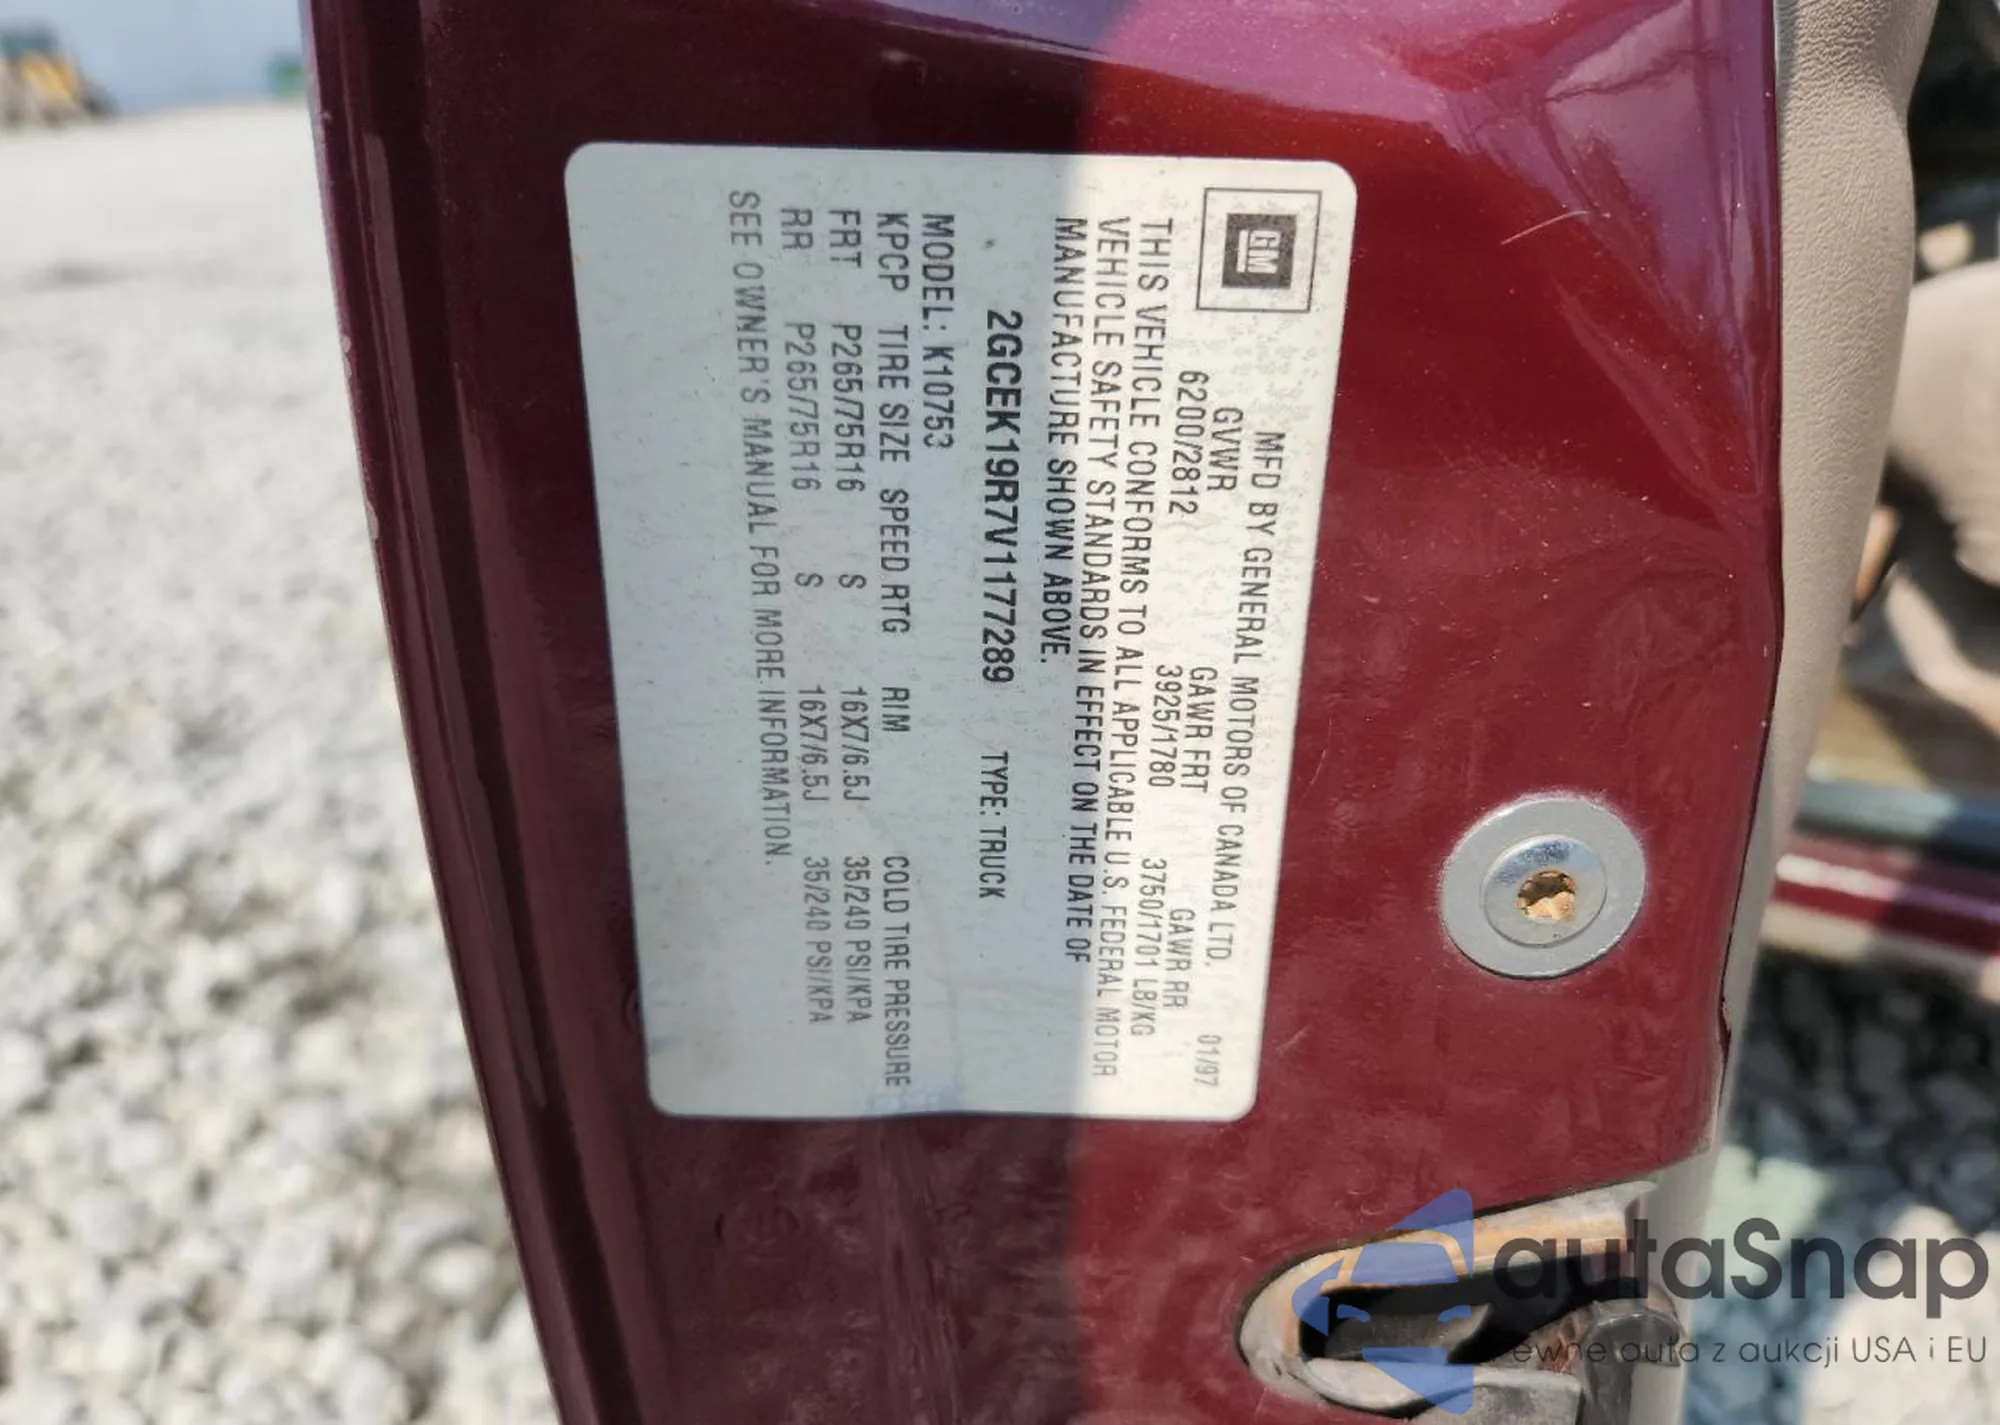 GM
MFD BY GENERAL MOTORS OF CANADA LTD. 01/97
GVWR GAWR FRT GAWR RR
6200/2812 3925/1780 3750/1701 LB/KG
THIS VEHICLE CONFORMS TO ALL APPLICABLE U.S. FEDERAL MOTOR
VEHICLE SAFETY STANDARDS IN EFFECT ON THE DATE OF
MANUFACTURE SHOWN ABOVE.
2GCEK19R7V1177289 TYPE: TRUCK
MODEL: K10753
KPCP TIRE SIZE SPEED RTG RIM COLD TIRE PRESSURE
FRT P265/75R16 S 16X7/6.5J 35/240 PSI/KPA
RR P265/75R16 S 16X7/6.5J 35/240 PSI/KPA
SEE OWNER'S MANUAL FOR MORE INFORMATION.
autaSnap
ewne auta z aukcji USA i EU